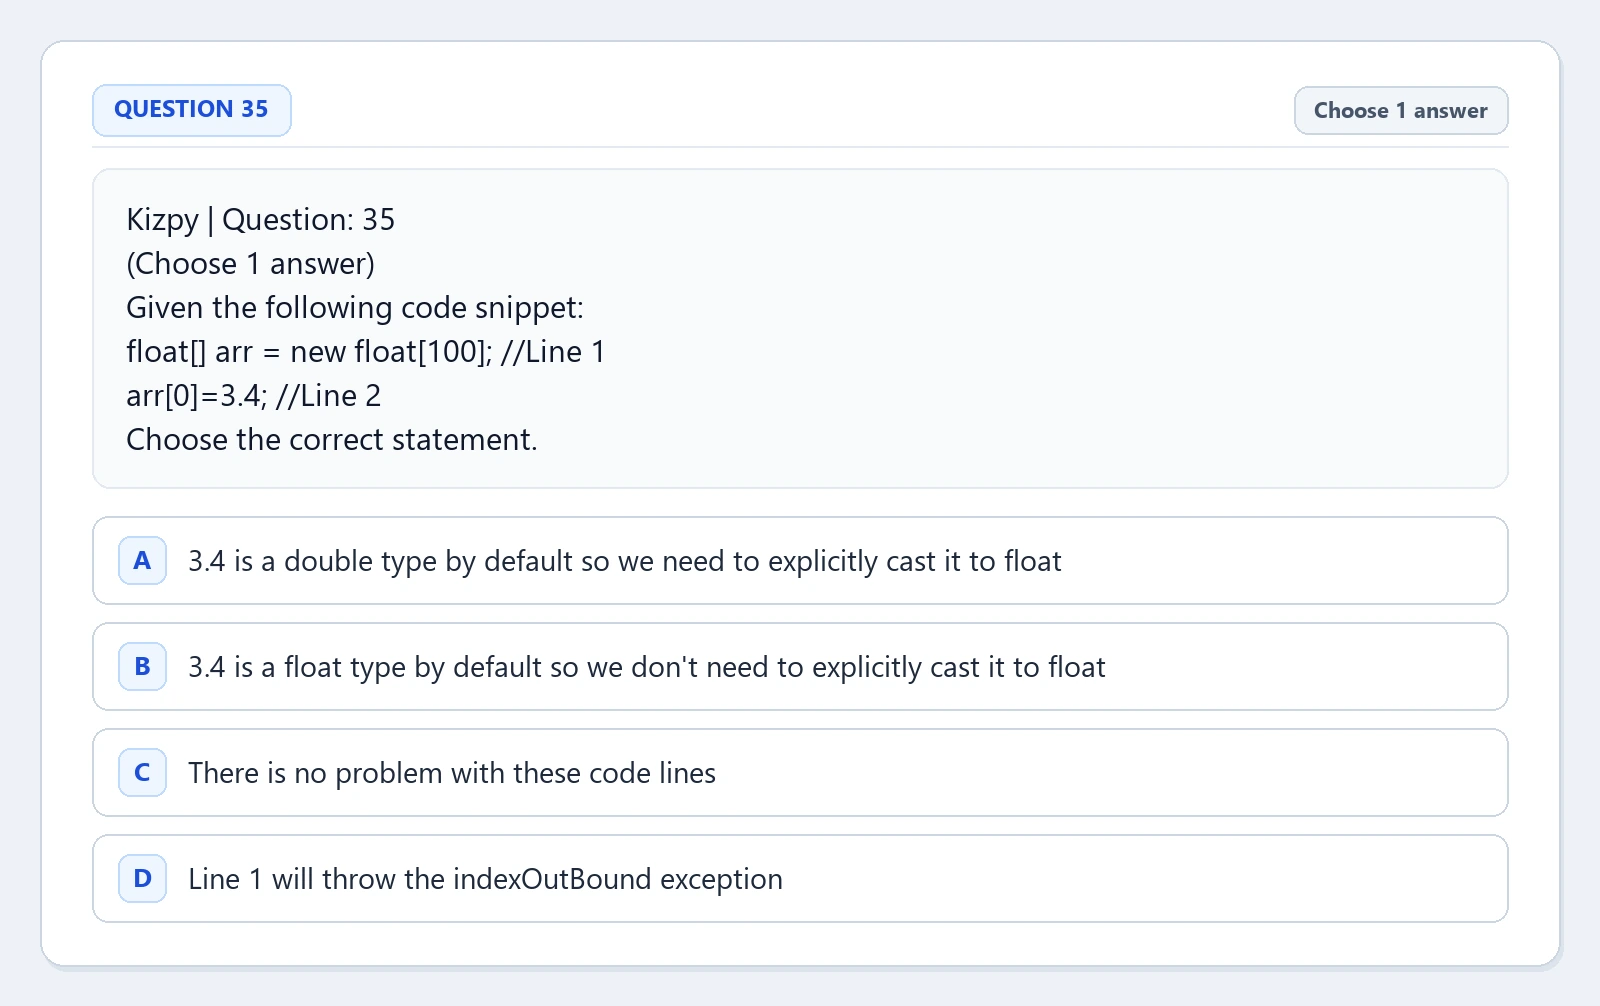 QUESTION 35
Choose 1 answer
Kizpy | Question: 35
(Choose 1 answer)
Given the following code snippet:
float[] arr = new float[100]; //Line 1
arr[0]=3.4; //Line 2
Choose the correct statement.
A 3.4 is a double type by default so we need to explicitly cast it to float
B 3.4 is a float type by default so we don't need to explicitly cast it to float
C There is no problem with these code lines
D Line 1 will throw the indexOutBound exception